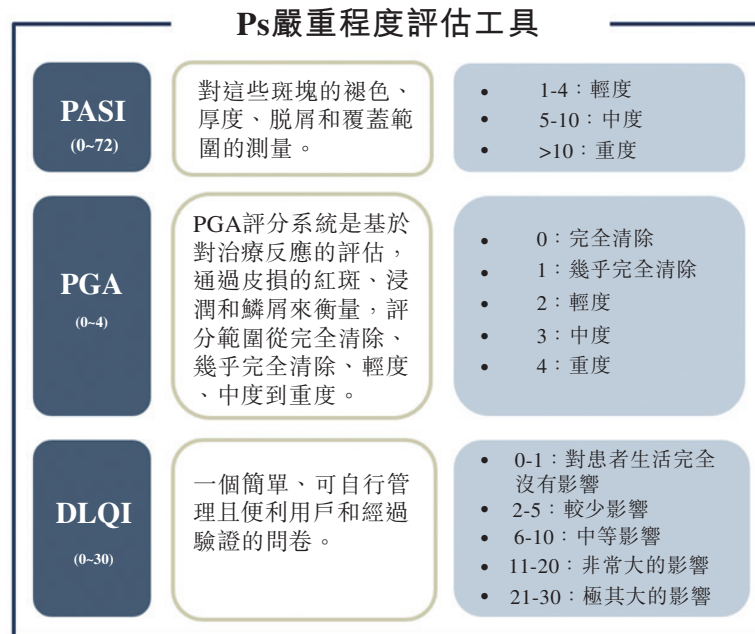 Ps嚴重程度評估工具
PASI
(0~72)
對這些斑塊的褪色、
厚度、脱屑和覆蓋範
圍的測量。
• 1-4：輕度
• 5-10：中度
• >10：重度
PGA
(0~4)
PGA評分系統是基於
對治療反應的評估，
通過皮損的紅斑、浸
潤和鱗屑來衡量，評
分範圍從完全清除、
幾乎完全清除、輕度
、中度到重度。
• 0：完全清除
• 1：幾乎完全清除
• 2：輕度
• 3：中度
• 4：重度
DLQI
(0~30)
一個簡單、可自行管
理且便利用戶和經過
驗證的問卷。
• 0-1：對患者生活完全
沒有影響
• 2-5：較少影響
• 6-10：中等影響
• 11-20：非常大的影響
• 21-30：極其大的影響